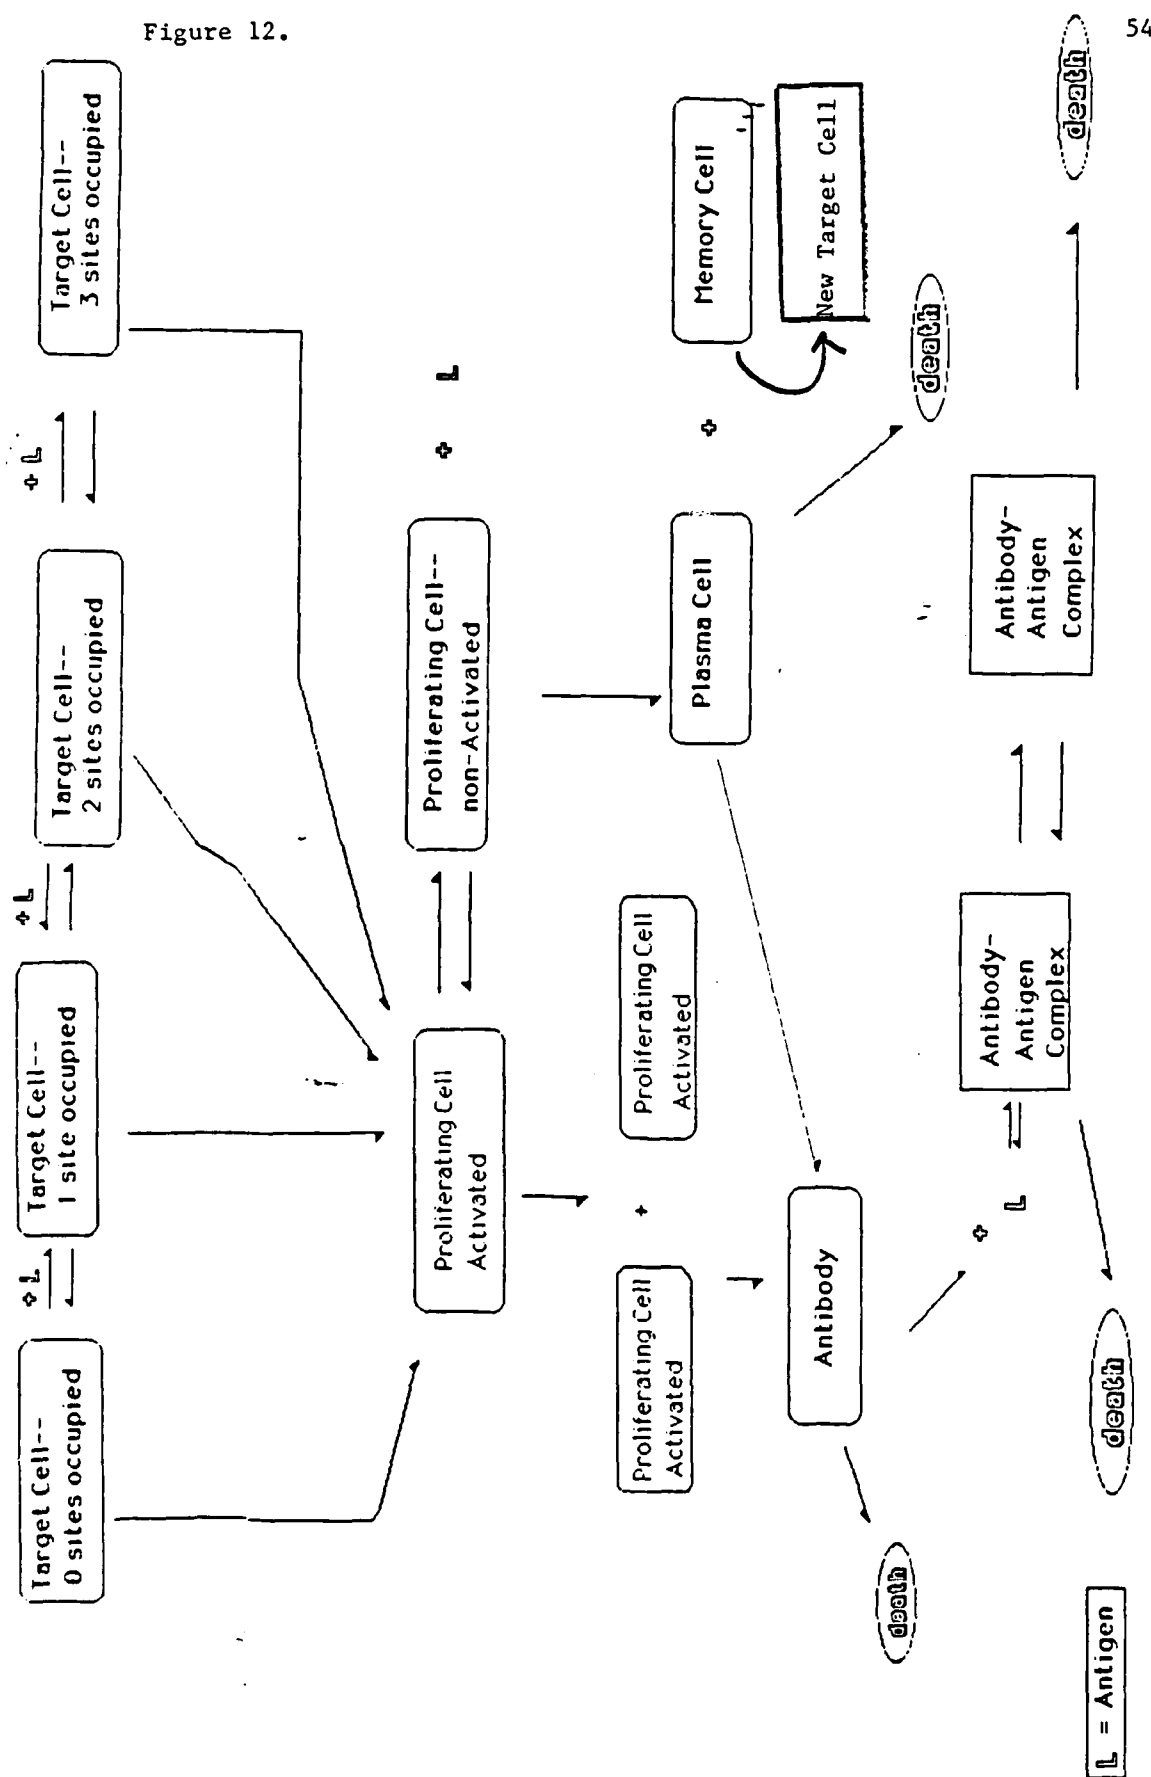 Figure 12.
54
Target Cell--
0 sites occupied
+ L
Target Cell--
1 site occupied
+ L
Target Cell--
2 sites occupied
+ L
Target Cell--
3 sites occupied
Proliferating Cell
Activated
Proliferating Cell--
non-Activated
+ L
Proliferating Cell
Activated
+
Proliferating Cell
Activated
Plasma Cell
+
Memory Cell
New Target Cell
Antibody
death
death
+ L
Antibody-
Antigen
Complex
Antibody-
Antigen
Complex
death
death
L = Antigen